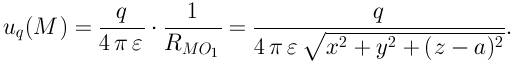 u_q(M) = \frac{q}{4 \pi \varepsilon} \cdot \frac{1}{R_{MO_1}} = \frac{q}{4 \pi \varepsilon \sqrt{x^2 + y^2 + (z - a)^2}}.